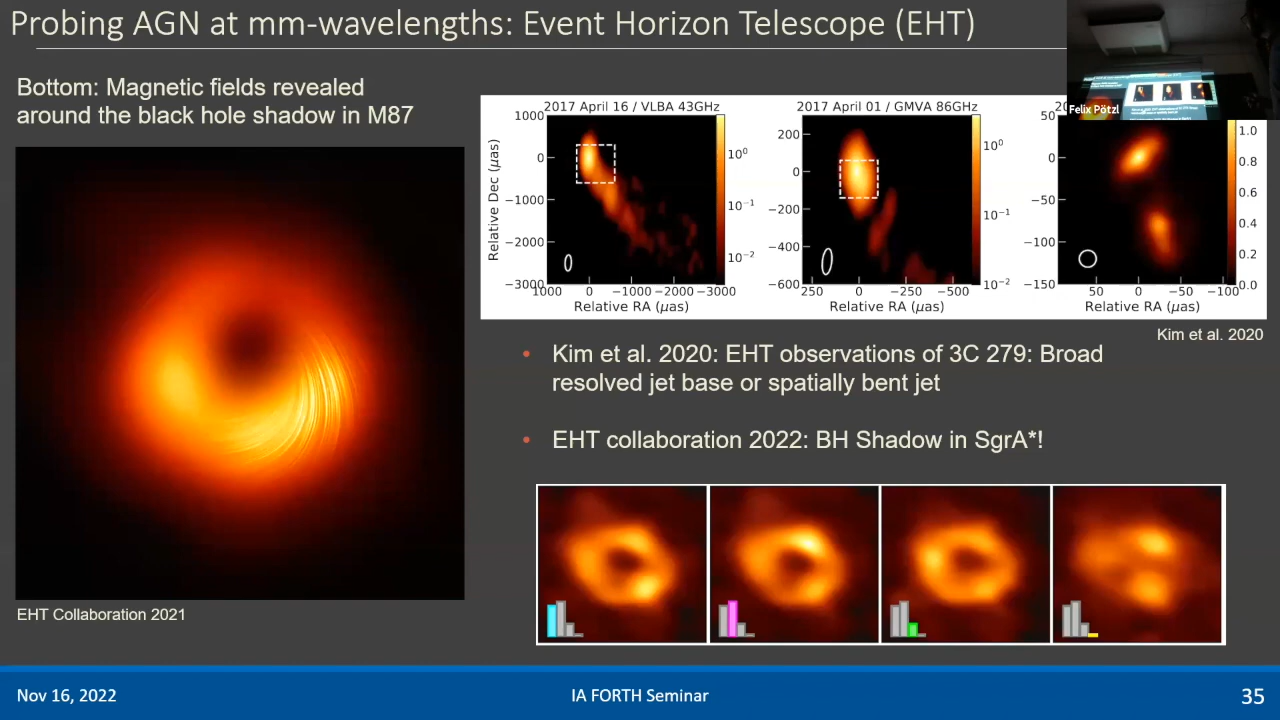 Probing AGN at mm-wavelengths: Event Horizon Telescope (EHT)
Felix Pötzl
Bottom: Magnetic fields revealed
around the black hole shadow in M87
2017 April 16 / VLBA 43GHz
1000
0
−1000
−2000
−3000
Relative Dec (μas)
1000 0 −1000 −2000 −3000
Relative RA (μas)
10⁰
10⁻¹
10⁻²
2017 April 01 / GMVA 86GHz
200
0
−200
−400
−600
250 0 −250 −500
Relative RA (μas)
10⁰
10⁻¹
10⁻²
20
50
0
−50
−100
−150
50 0 −50 −100
Relative RA (μas)
1.0
0.8
0.6
0.4
0.2
0.0
Kim et al. 2020
• Kim et al. 2020: EHT observations of 3C 279: Broad
resolved jet base or spatially bent jet
• EHT collaboration 2022: BH Shadow in SgrA*!
EHT Collaboration 2021
Nov 16, 2022
IA FORTH Seminar
35